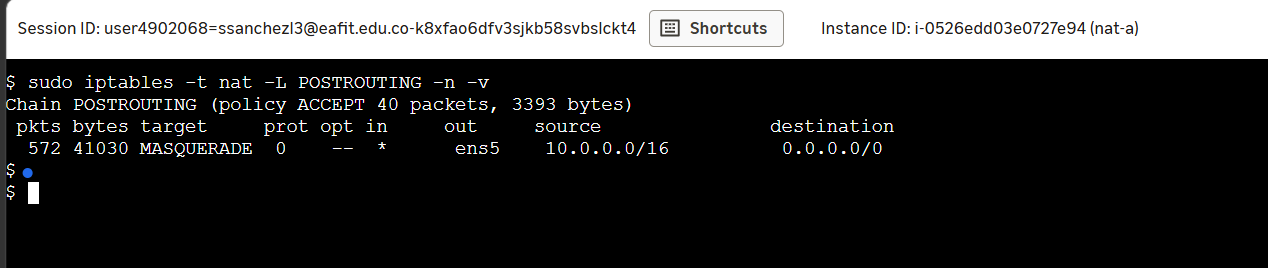 Session ID: user4902068=ssanchezl3@eafit.edu.co-k8xfao6dfv3sjkb58svbslckt4 Shortcuts Instance ID: i-0526edd03e0727e94 (nat-a)
$ sudo iptables -t nat -L POSTROUTING -n -v
Chain POSTROUTING (policy ACCEPT 40 packets, 3393 bytes)
pkts bytes target prot opt in out source destination
572 41030 MASQUERADE 0 -- * ens5 10.0.0.0/16 0.0.0.0/0
$
$